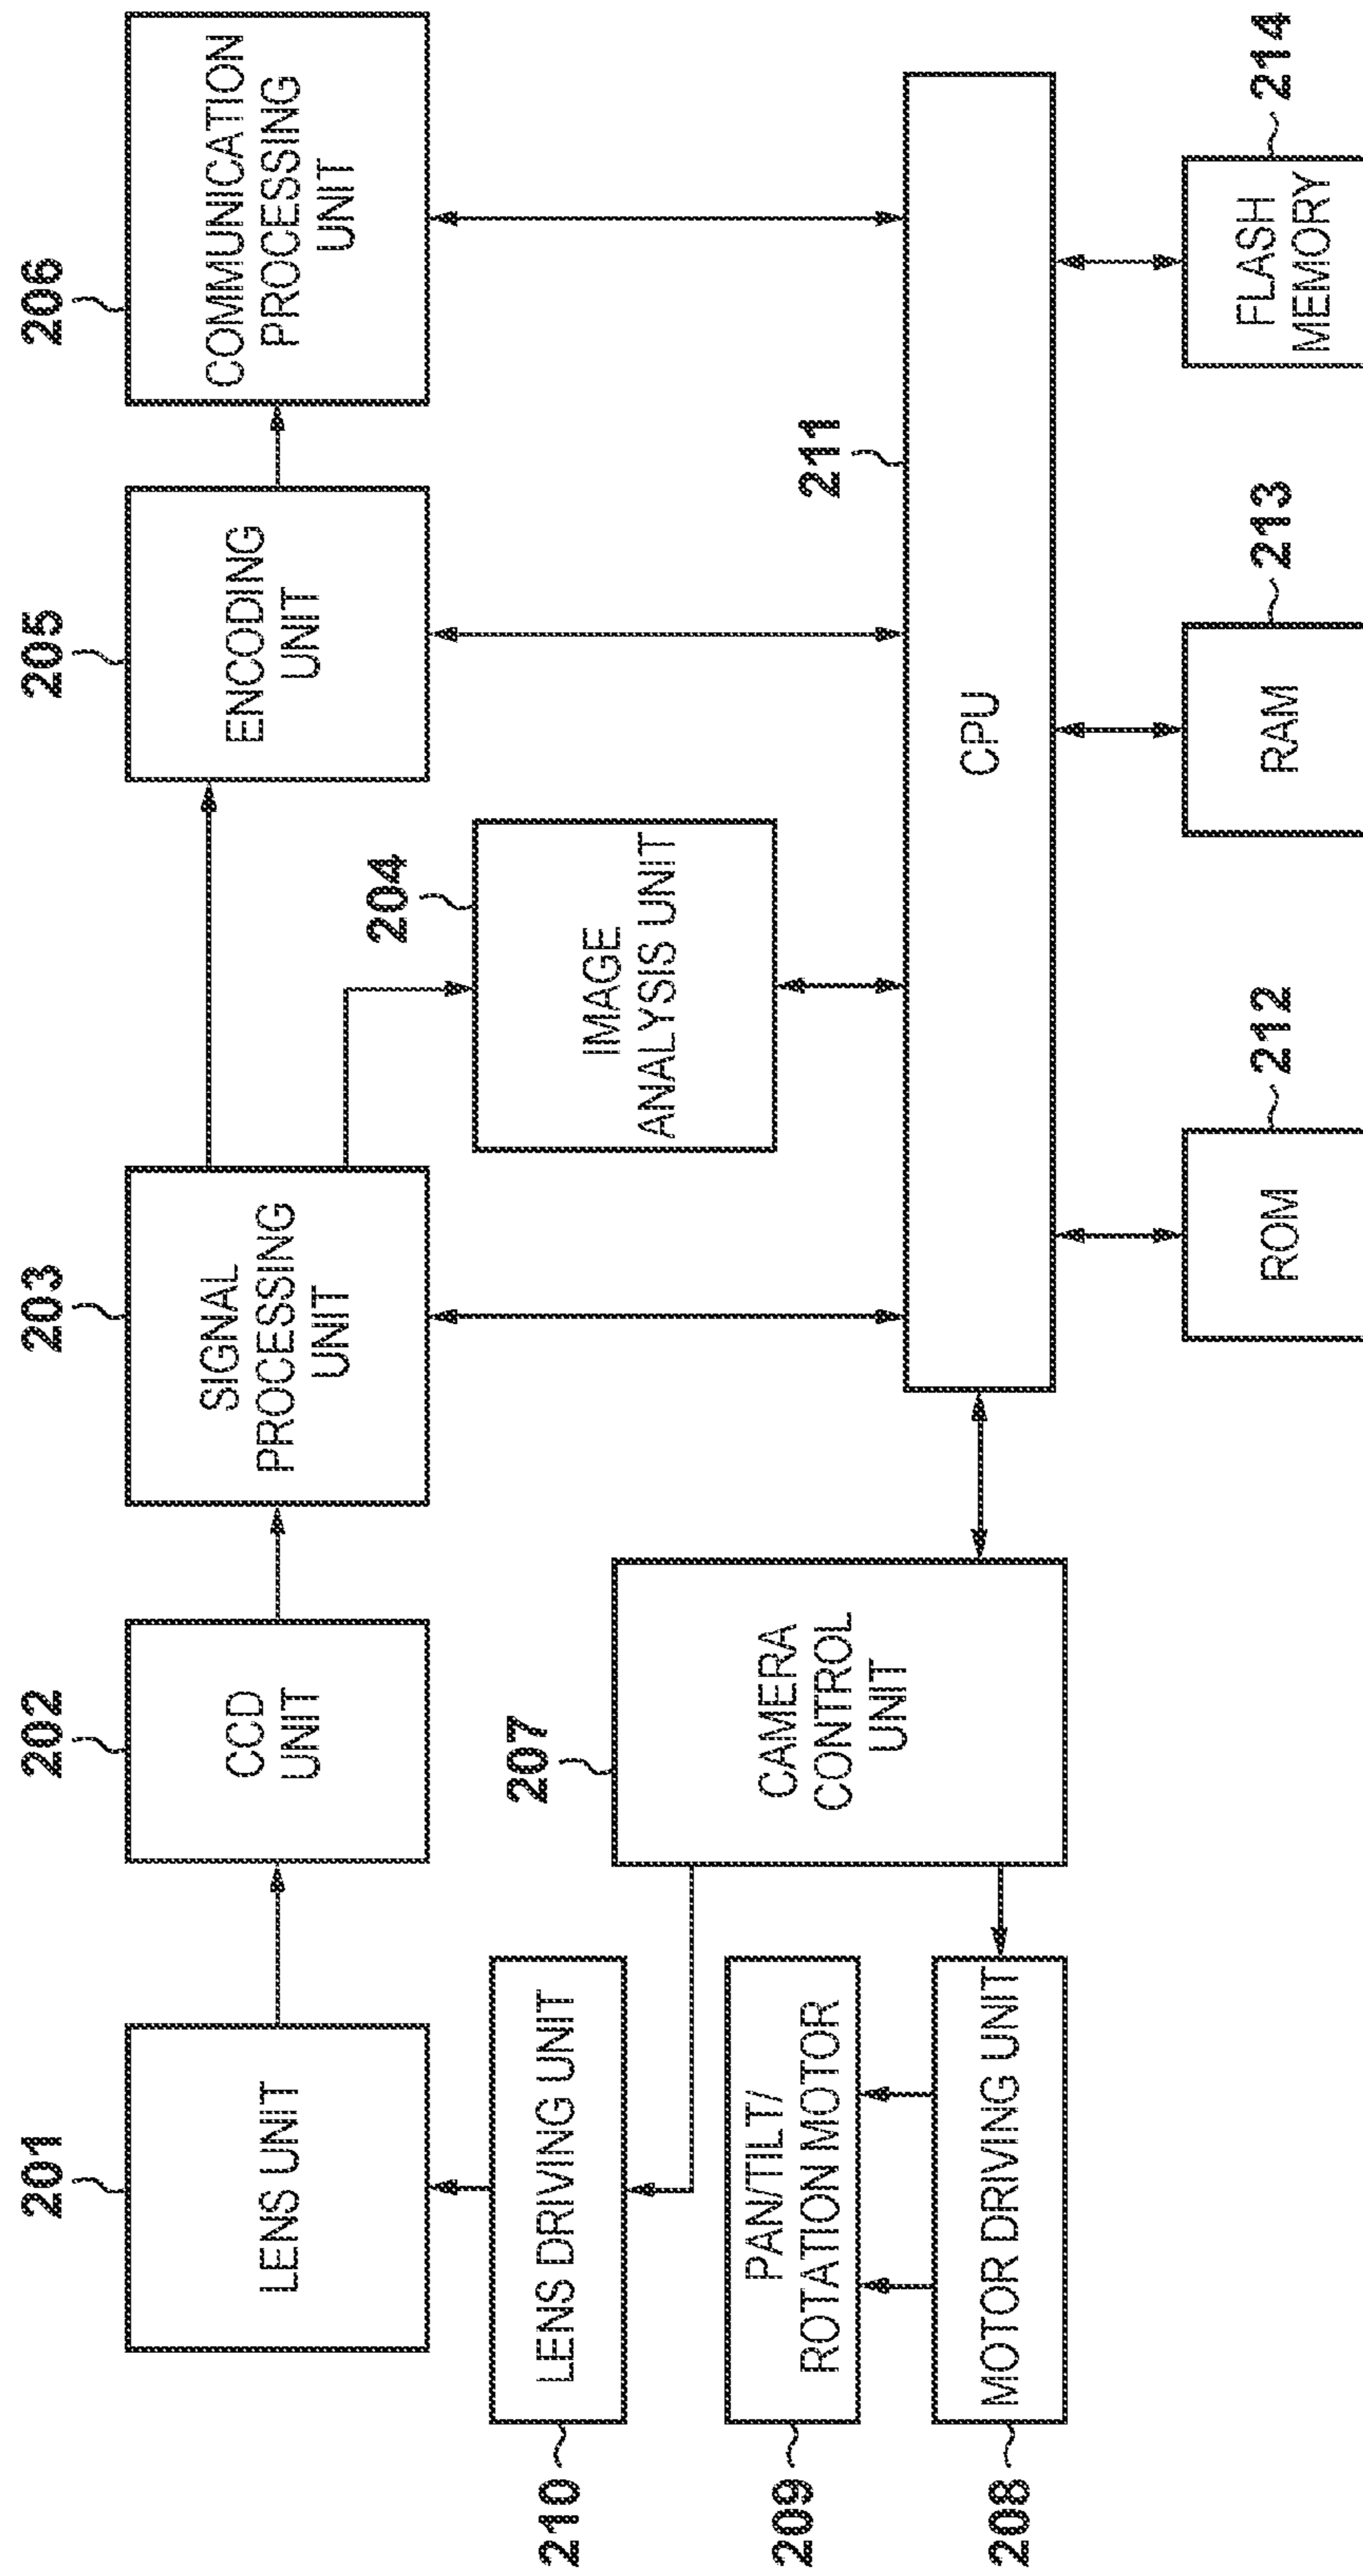 201
LENS UNIT
202
CCD
UNIT
203
SIGNAL
PROCESSING
UNIT
205
ENCODING
UNIT
206
COMMUNICATION
PROCESSING
UNIT
204
IMAGE
ANALYSIS UNIT
210
LENS DRIVING UNIT
207
CAMERA
CONTROL
UNIT
209
PAN/TILT/
ROTATION MOTOR
208
MOTOR DRIVING UNIT
211
CPU
212
ROM
213
RAM
214
FLASH
MEMORY